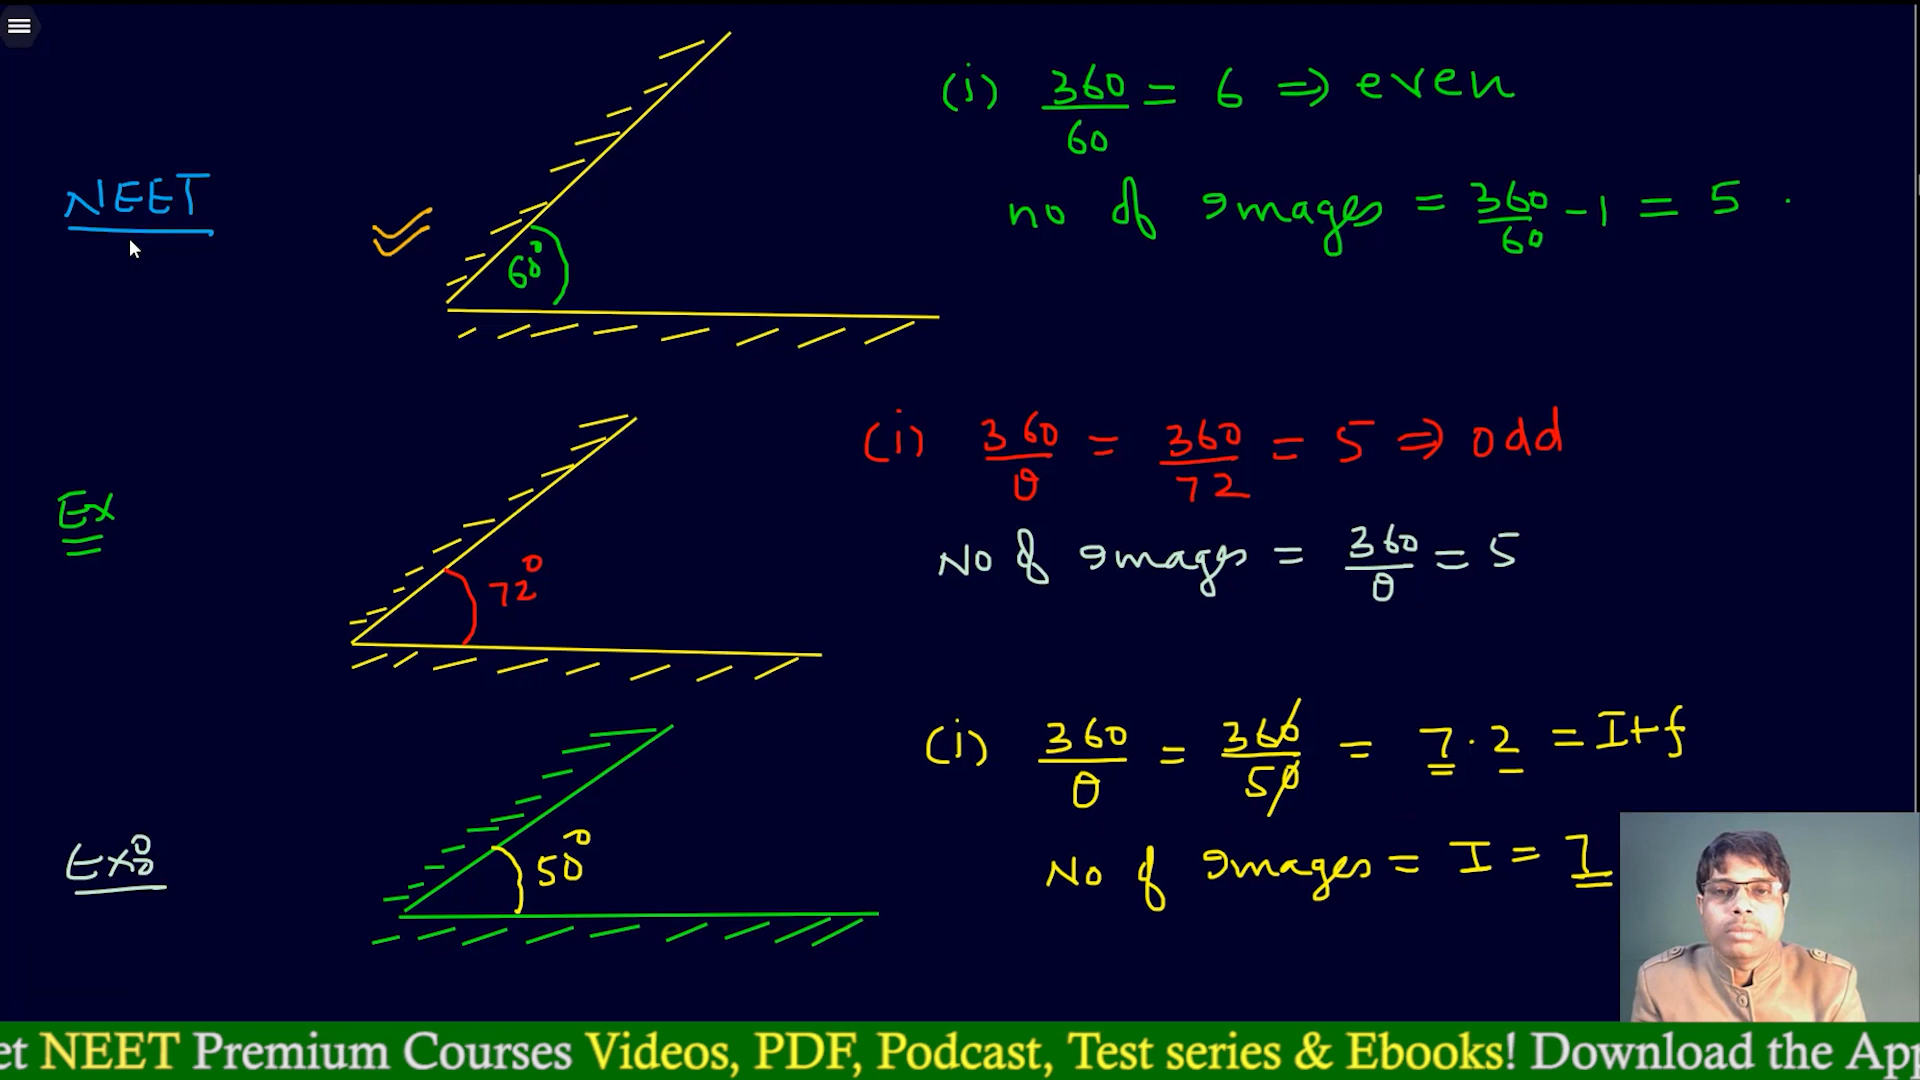 NEET
60°
(i) 360/60 = 6 ⇒ even
no of images = 360/60 - 1 = 5 .
Ex
72°
(i) 360/θ = 360/72 = 5 ⇒ odd
No of images = 360/θ = 5
Ex:
50°
(i) 360/θ = 360/50 = 7.2 = I+f
No of images = I = 7
et NEET Premium Courses Videos, PDF, Podcast, Test series & Ebooks! Download the App